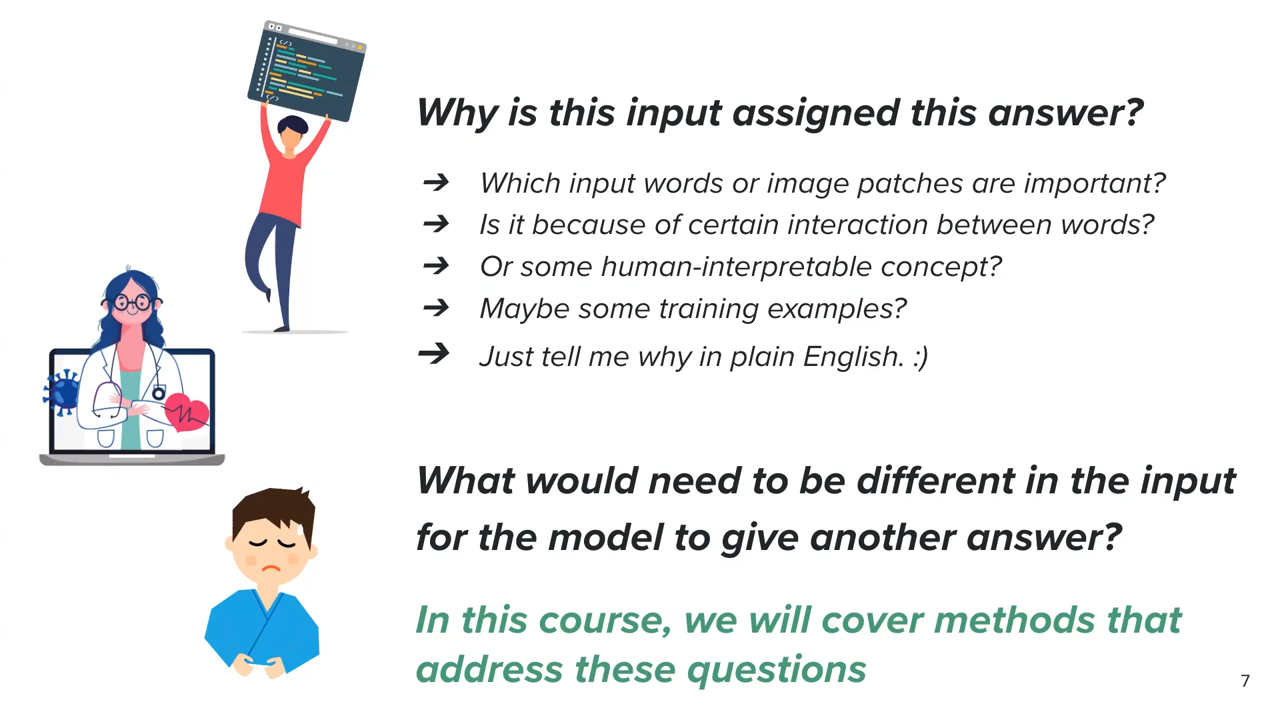 Why is this input assigned this answer?
➔ Which input words or image patches are important?
➔ Is it because of certain interaction between words?
➔ Or some human-interpretable concept?
➔ Maybe some training examples?
➔ Just tell me why in plain English. :)
What would need to be different in the input
for the model to give another answer?
In this course, we will cover methods that
address these questions
7